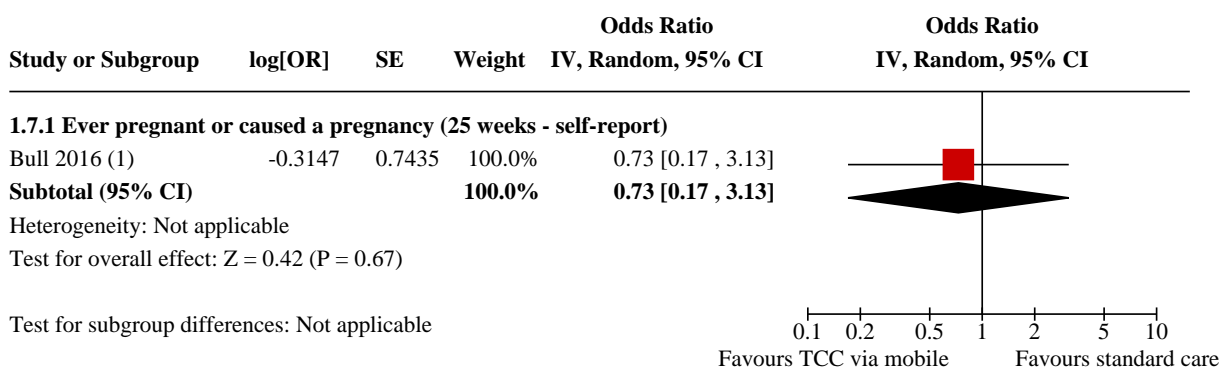 Odds Ratio Odds Ratio
Study or Subgroup log[OR] SE Weight IV, Random, 95% CI IV, Random, 95% CI
1.7.1 Ever pregnant or caused a pregnancy (25 weeks - self-report)
Bull 2016 (1) -0.3147 0.7435 100.0% 0.73 [0.17 , 3.13]
Subtotal (95% CI) 100.0% 0.73 [0.17 , 3.13]
Heterogeneity: Not applicable
Test for overall effect: Z = 0.42 (P = 0.67)
Test for subgroup differences: Not applicable
0.1 0.2 0.5 1 2 5 10
Favours TCC via mobile Favours standard care